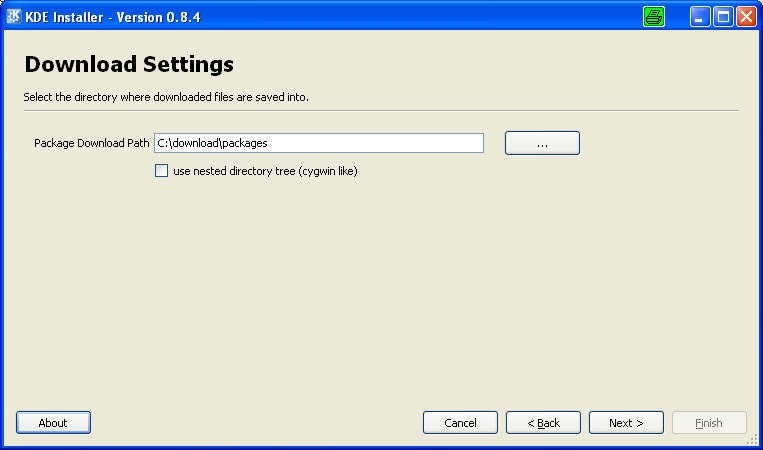 KDE Installer - Version 0.8.4
Download Settings
Select the directory where downloaded files are saved into.
Package Download Path C:\download\packages ...
use nested directory tree (cygwin like)
About Cancel < Back Next > Finish